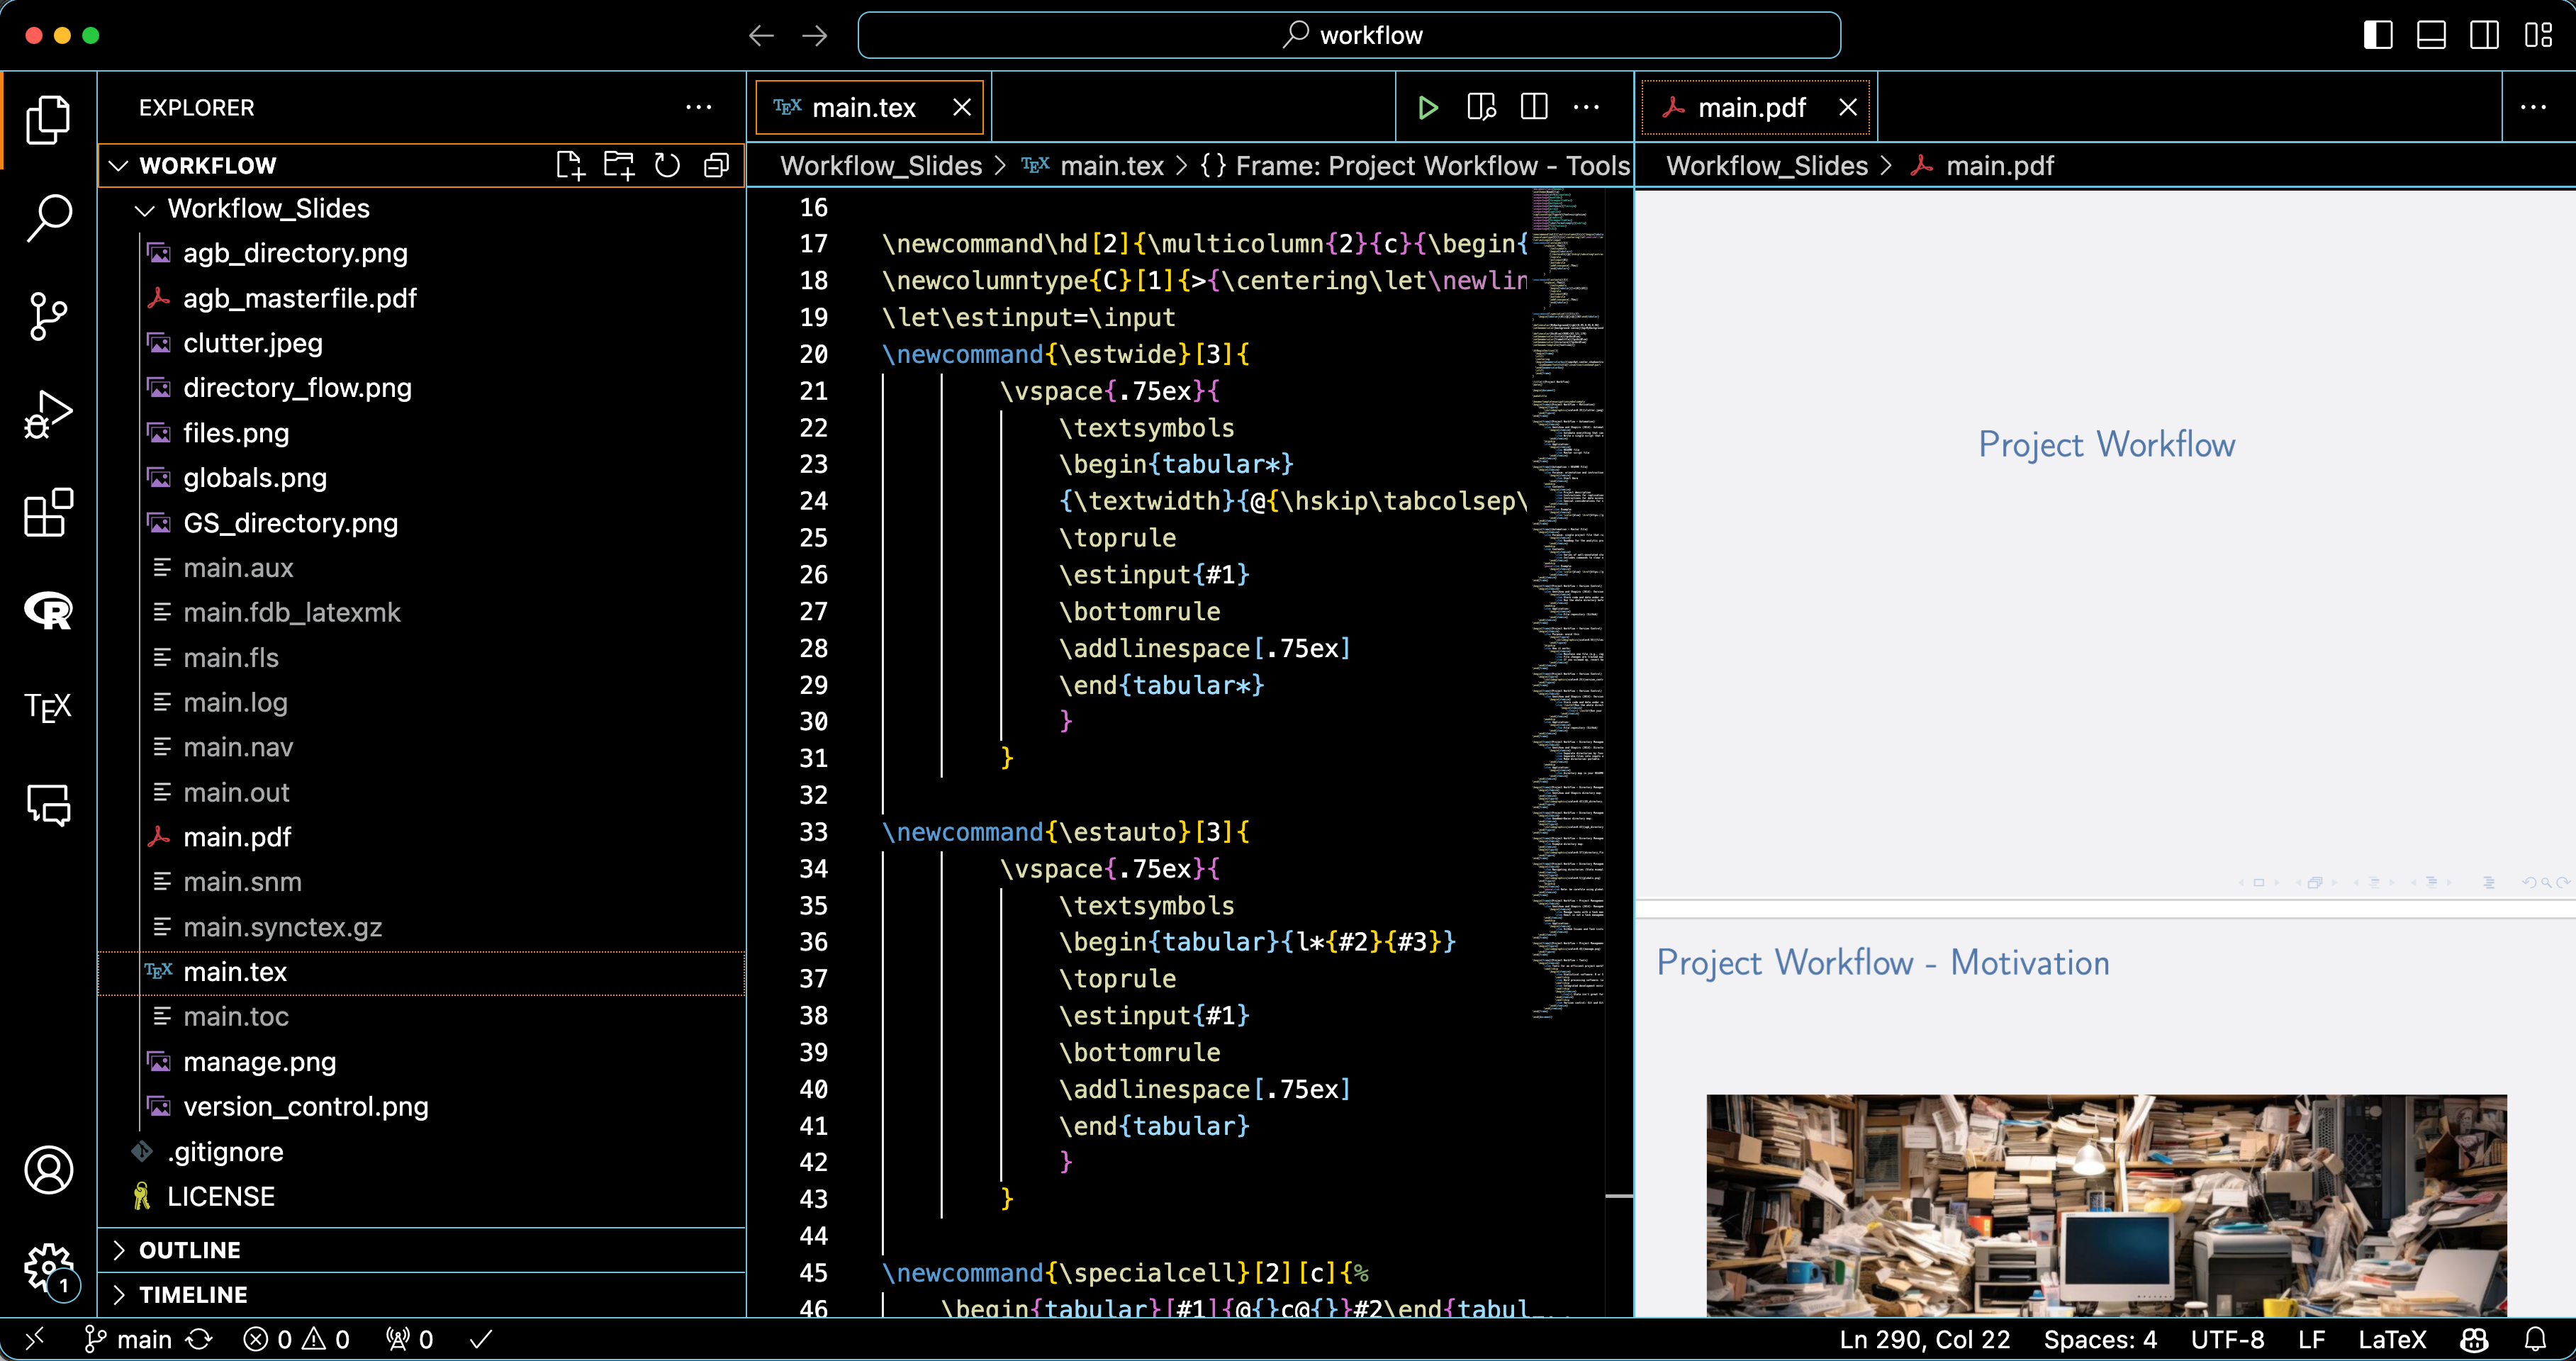 workflow
EXPLORER
WORKFLOW
Workflow_Slides
agb_directory.png
agb_masterfile.pdf
clutter.jpeg
directory_flow.png
files.png
globals.png
GS_directory.png
main.aux
main.fdb_latexmk
main.fls
main.log
main.nav
main.out
main.pdf
main.snm
main.synctex.gz
TEX main.tex
main.toc
manage.png
version_control.png
.gitignore
LICENSE
OUTLINE
TIMELINE
R
TEX
1
TEX main.tex
Workflow_Slides > TEX main.tex > {} Frame: Project Workflow - Tools
16
17 \newcommand\hd[2]{\multicolumn{2}{c}{\begin{
18 \newcolumntype{C}[1]{>{\centering\let\newlin
19 \let\estinput=\input
20 \newcommand{\estwide}[3]{
21 \vspace{.75ex}{
22 \textsymbols
23 \begin{tabular*}
24 {\textwidth}{@{\hskip\tabcolsep\
25 \toprule
26 \estinput{#1}
27 \bottomrule
28 \addlinespace[.75ex]
29 \end{tabular*}
30 }
31 }
32
33 \newcommand{\estauto}[3]{
34 \vspace{.75ex}{
35 \textsymbols
36 \begin{tabular}{l*{#2}{#3}}
37 \toprule
38 \estinput{#1}
39 \bottomrule
40 \addlinespace[.75ex]
41 \end{tabular}
42 }
43 }
44
45 \newcommand{\specialcell}[2][c]{%
46 \begin{tabular}[#1]{@{}c@{}}#2\end{tabul
main.pdf
Workflow_Slides > main.pdf
Project Workflow
Project Workflow - Motivation
main 0 0 0
Ln 290, Col 22 Spaces: 4 UTF-8 LF LaTeX